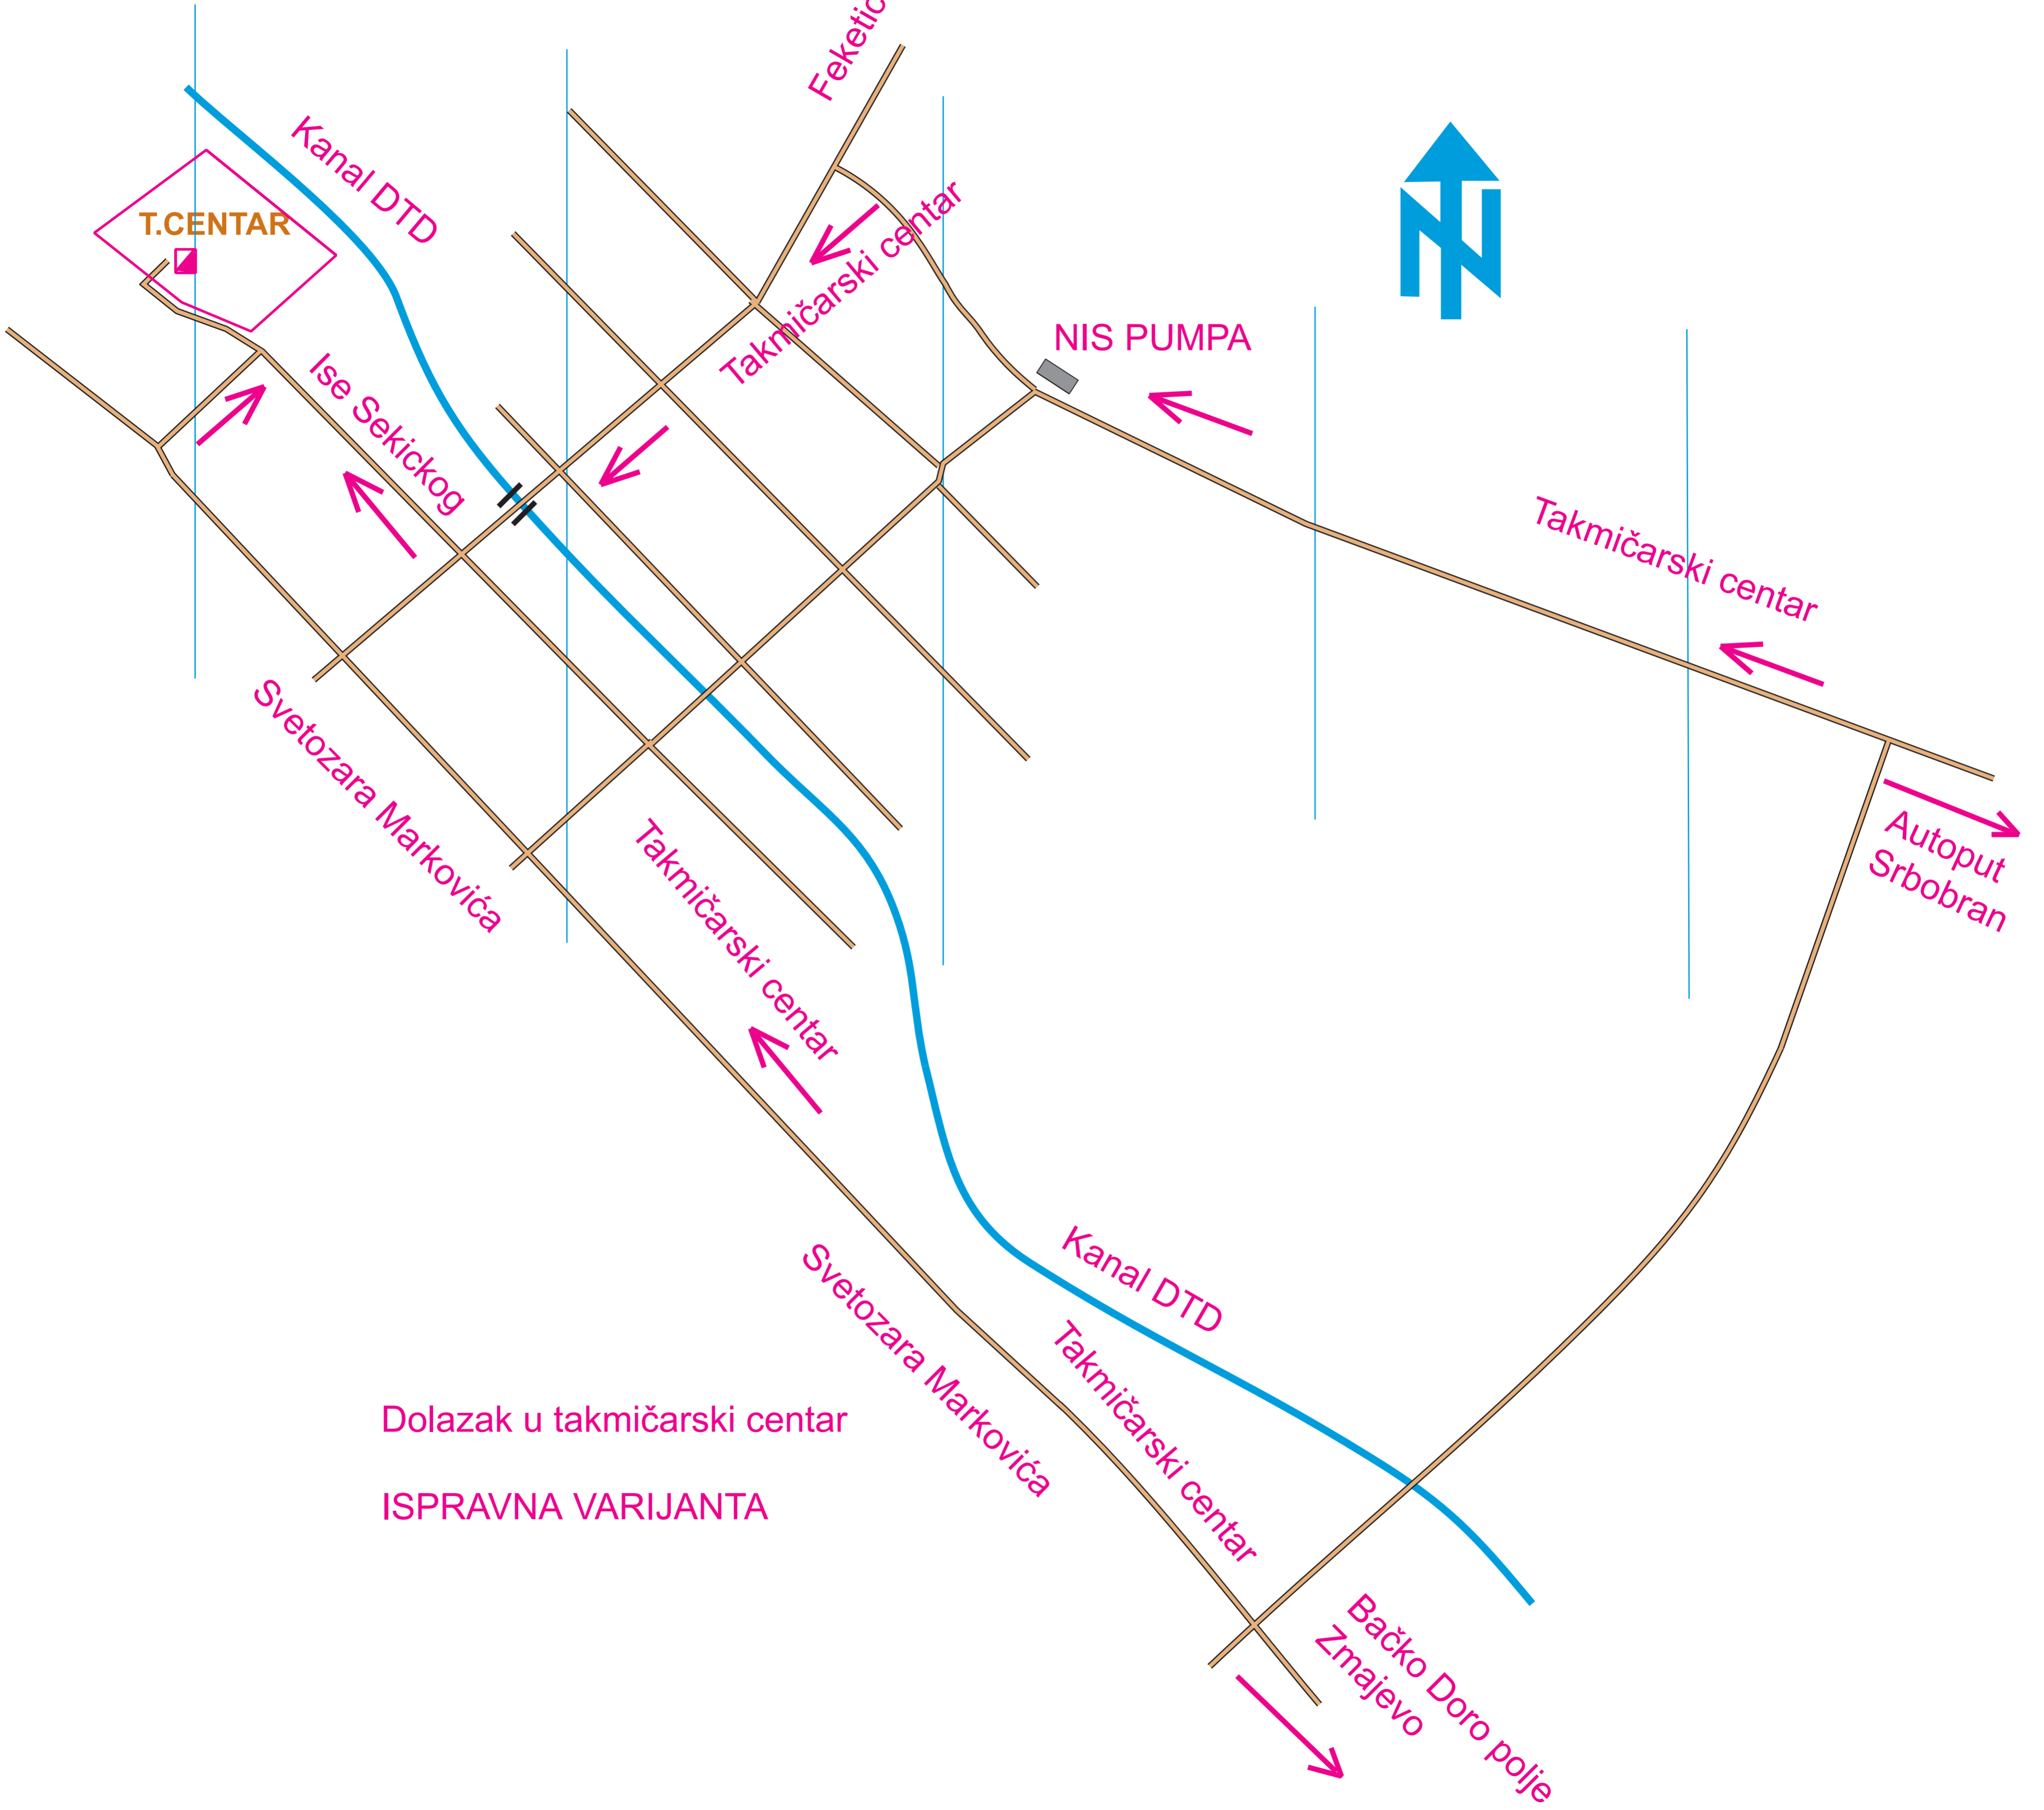 Feketic
Kanal DTD
T.CENTAR
Takmičarski centar
NIS PUMPA
Ise Sekickog
Takmičarski centar
Svetozara Markovića
Takmičarski centar
Autoput
Srbobran
Kanal DTD
Svetozara Markovića
Takmičarski centar
Dolazak u takmičarski centar
ISPRAVNA VARIJANTA
Bačko Doro polje
Zmajevo
N